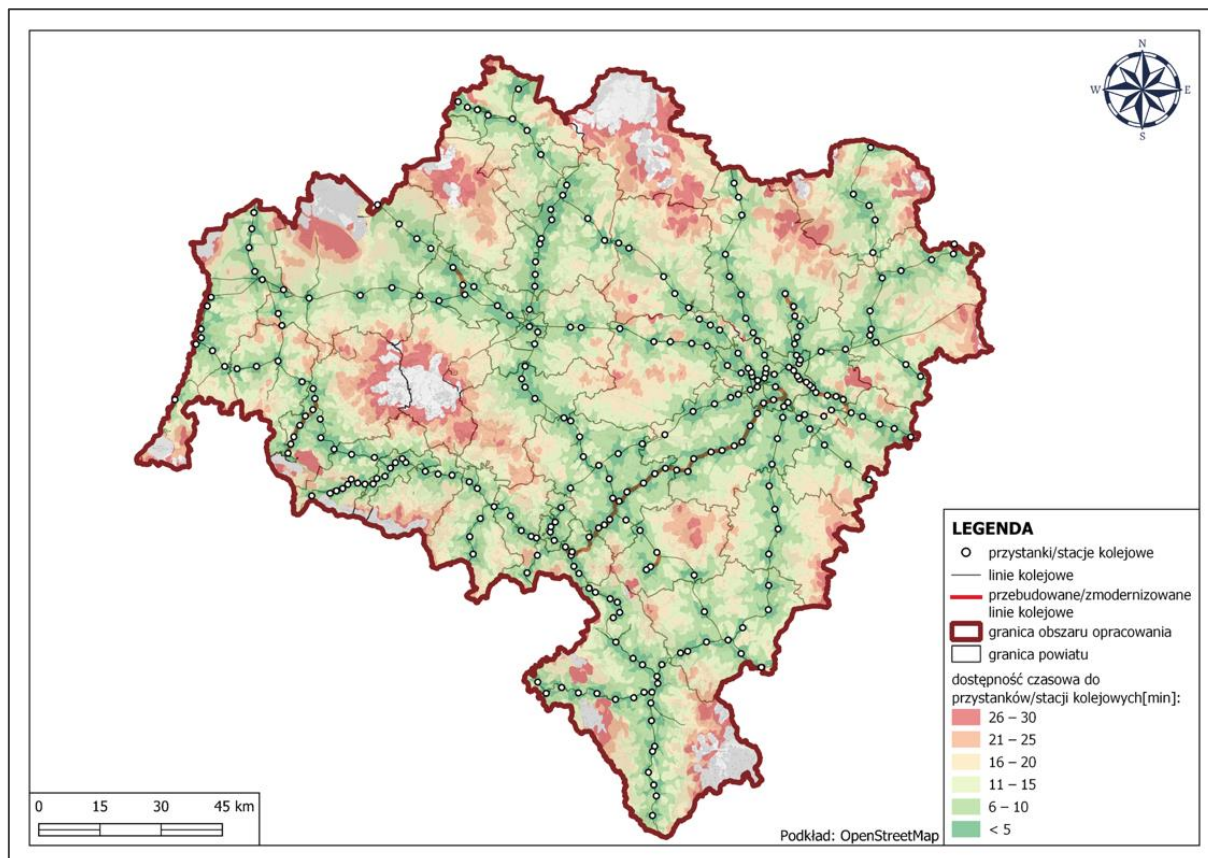 N
W
E
S
LEGENDA
przystanki/stacje kolejowe
linie kolejowe
przebudowane/zmodernizowane
linie kolejowe
granica obszaru opracowania
granica powiatu
dostępność czasowa do
przystanków/stacji kolejowych[min]:
26 – 30
21 – 25
16 – 20
11 – 15
6 – 10
< 5
0 15 30 45 km
Podkład: OpenStreetMap